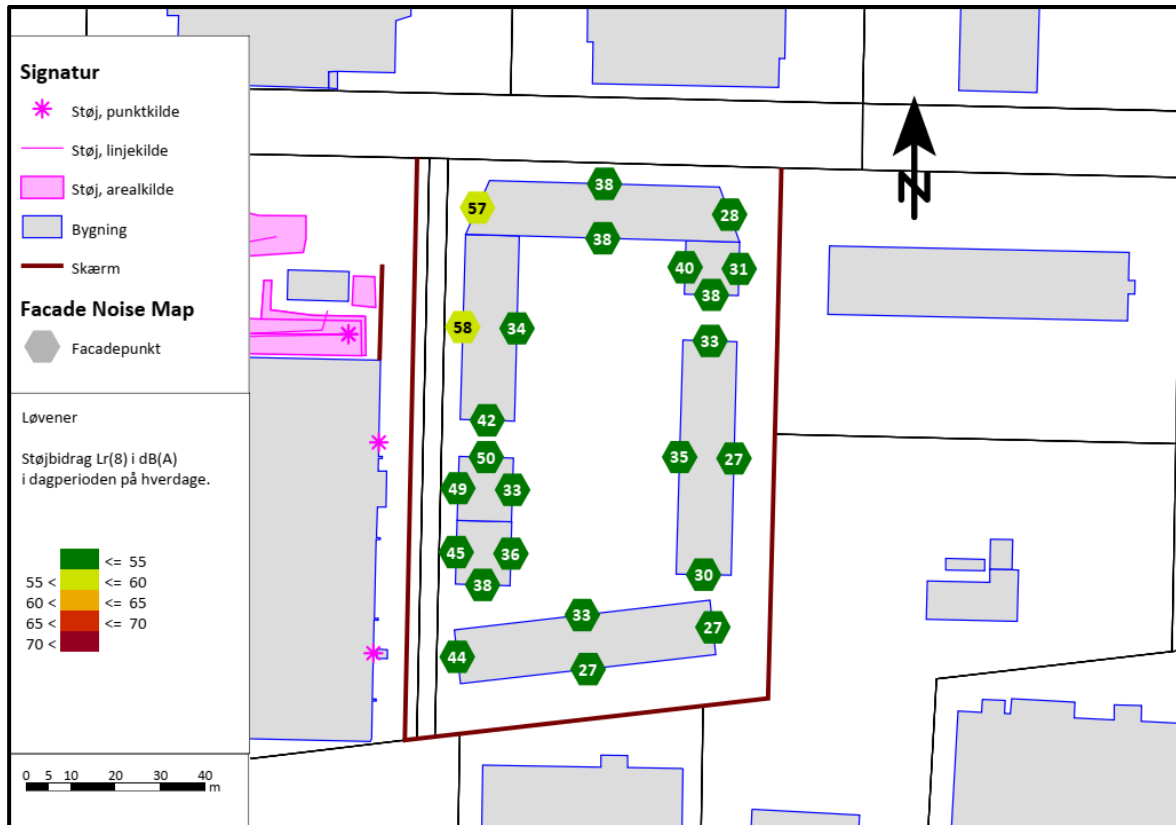 Signatur
Støj, punktkilde
Støj, linjekilde
Støj, arealkilde
Bygning
Skærm
Facade Noise Map
Facadepunkt
Løvener
Støjbidrag Lr(8) i dB(A)
i dagperioden på hverdage.
<= 55
55 < <= 60
60 < <= 65
65 < <= 70
70 <
0 5 10 20 30 40
m
N
38
57
28
38
40
31
38
58
34
33
42
50
49
33
35
27
45
36
38
30
33
27
44
27